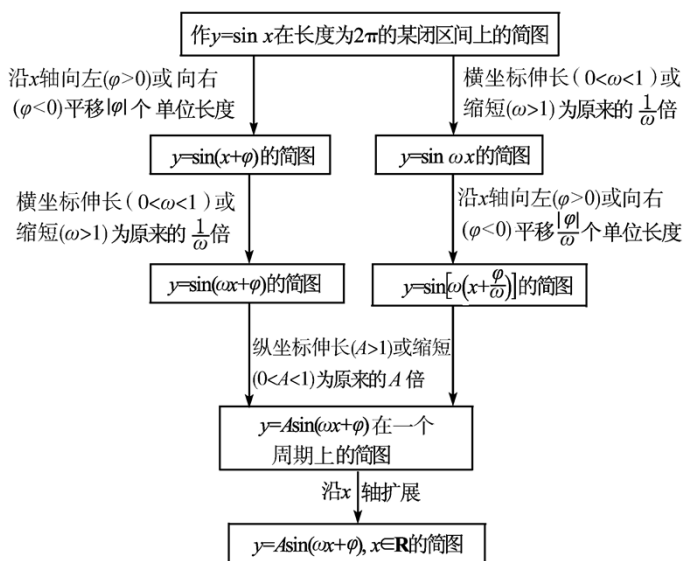 作y=sin x在长度为2π的某闭区间上的简图
沿x轴向左(φ>0)或 向右
(φ<0)平移|φ|个 单位长度
横坐标伸长(0<ω<1)或
缩短(ω>1)为原来的 1/ω 倍
y=sin(x+φ)的简图
y=sin ωx的简图
横坐标伸长(0<ω<1)或
缩短(ω>1)为原来的 1/ω 倍
沿x轴向左(φ>0)或向右
(φ<0)平移 |φ|/ω 个单位长度
y=sin(ωx+φ)的简图
y=sin[ω(x+φ/ω)]的简图
纵坐标伸长(A>1)或缩短
(0<A<1)为原来的A 倍
y=Asin(ωx+φ)在一个
周期上的简图
沿x 轴扩展
y=Asin(ωx+φ), x∈R的简图